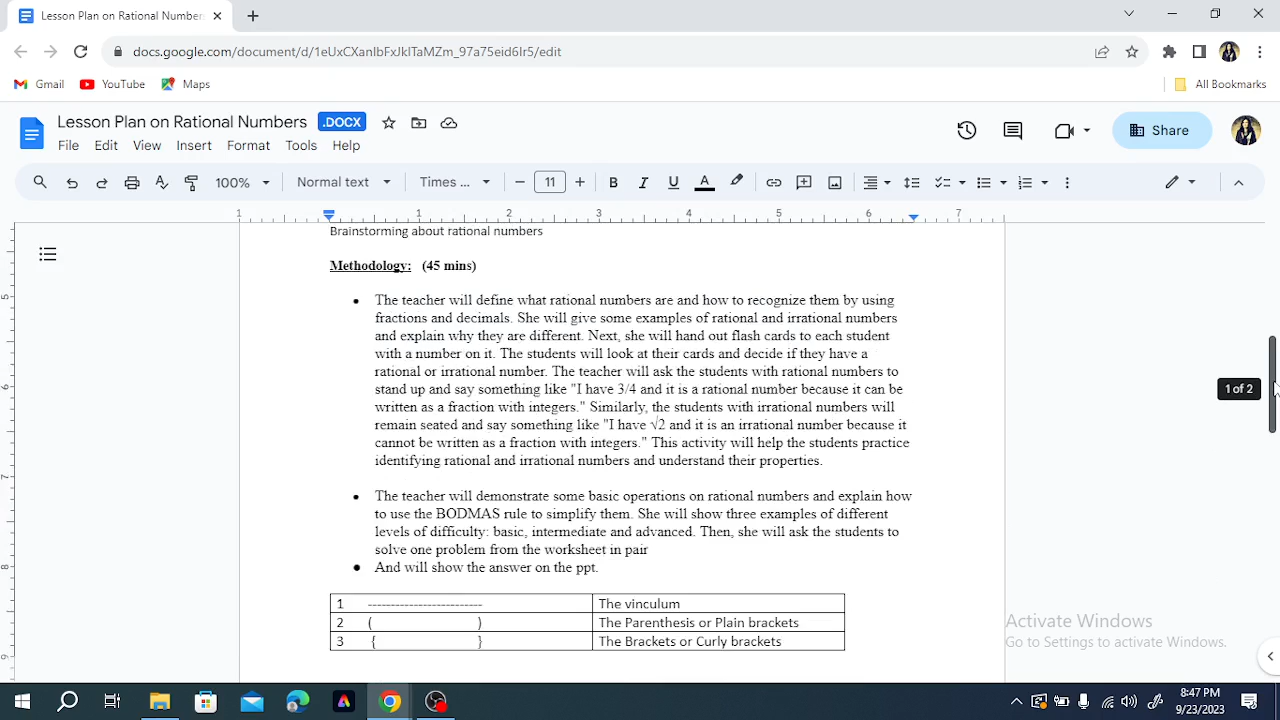 Lesson Plan on Rational Number
docs.google.com/document/d/1eUxCXanIbFxJkITaMZm_97a75eid6Ir5/edit
Gmail YouTube Maps All Bookmarks
Lesson Plan on Rational Numbers .DOCX
File Edit View Insert Format Tools Help
Share
100% Normal text Times ... 11 B I U A
1 1 2 3 4 5 6 7
Brainstorming about rational numbers
Methodology: (45 mins)
• The teacher will define what rational numbers are and how to recognize them by using
fractions and decimals. She will give some examples of rational and irrational numbers
and explain why they are different. Next, she will hand out flash cards to each student
with a number on it. The students will look at their cards and decide if they have a
rational or irrational number. The teacher will ask the students with rational numbers to
stand up and say something like "I have 3/4 and it is a rational number because it can be
written as a fraction with integers." Similarly, the students with irrational numbers will
remain seated and say something like "I have √2 and it is an irrational number because it
cannot be written as a fraction with integers." This activity will help the students practice
identifying rational and irrational numbers and understand their properties.
• The teacher will demonstrate some basic operations on rational numbers and explain how
to use the BODMAS rule to simplify them. She will show three examples of different
levels of difficulty: basic, intermediate and advanced. Then, she will ask the students to
solve one problem from the worksheet in pair
● And will show the answer on the ppt.
1 ------------------------- The vinculum
2 ( ) The Parenthesis or Plain brackets
3 { } The Brackets or Curly brackets
5
6
7
8
9
1 of 2
Activate Windows
Go to Settings to activate Windows.
8:47 PM
9/23/2023